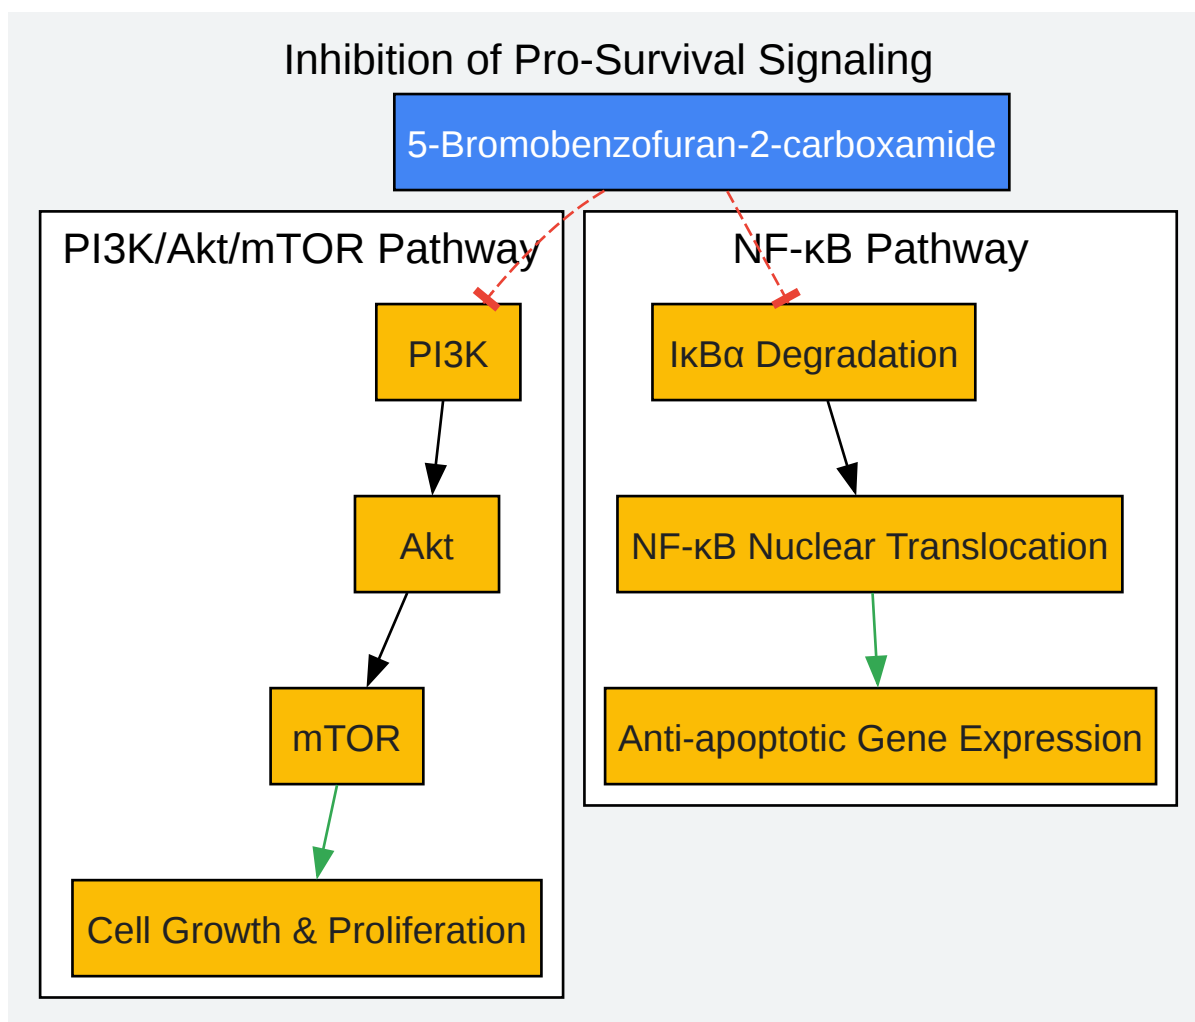 Inhibition of Pro-Survival Signaling
5-Bromobenzofuran-2-carboxamide
PI3K/Akt/mTOR Pathway
PI3K
Akt
mTOR
Cell Growth & Proliferation
NF-κB Pathway
IκBα Degradation
NF-κB Nuclear Translocation
Anti-apoptotic Gene Expression